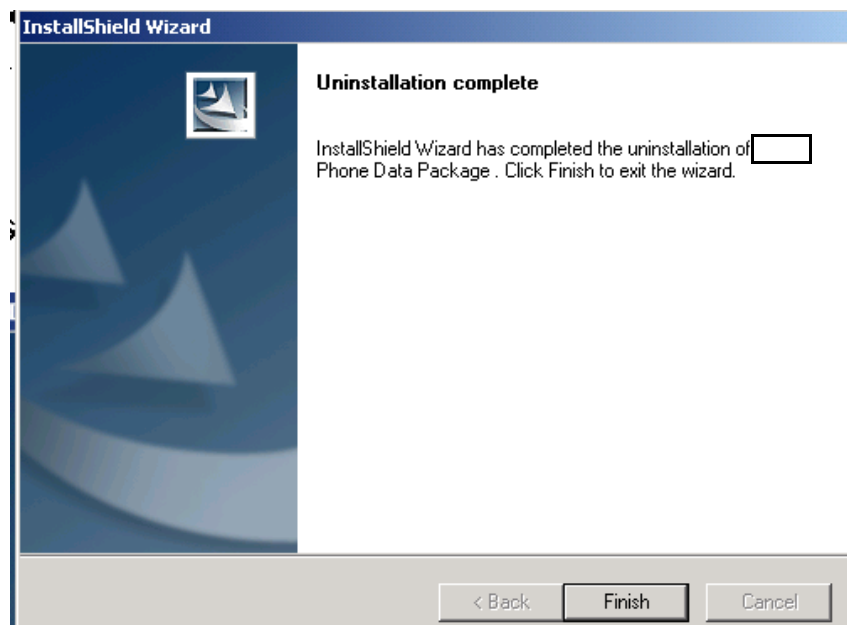 InstallShield Wizard
Uninstallation complete
InstallShield Wizard has completed the uninstallation of
Phone Data Package . Click Finish to exit the wizard.
< Back Finish Cancel